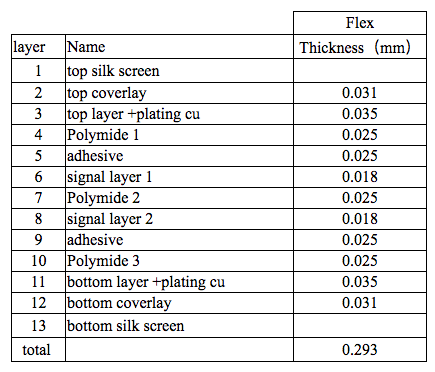 Flex
layer Name Thickness（mm）
1 top silk screen
2 top coverlay 0.031
3 top layer +plating cu 0.035
4 Polymide 1 0.025
5 adhesive 0.025
6 signal layer 1 0.018
7 Polymide 2 0.025
8 signal layer 2 0.018
9 adhesive 0.025
10 Polymide 3 0.025
11 bottom layer +plating cu 0.035
12 bottom coverlay 0.031
13 bottom silk screen
total 0.293